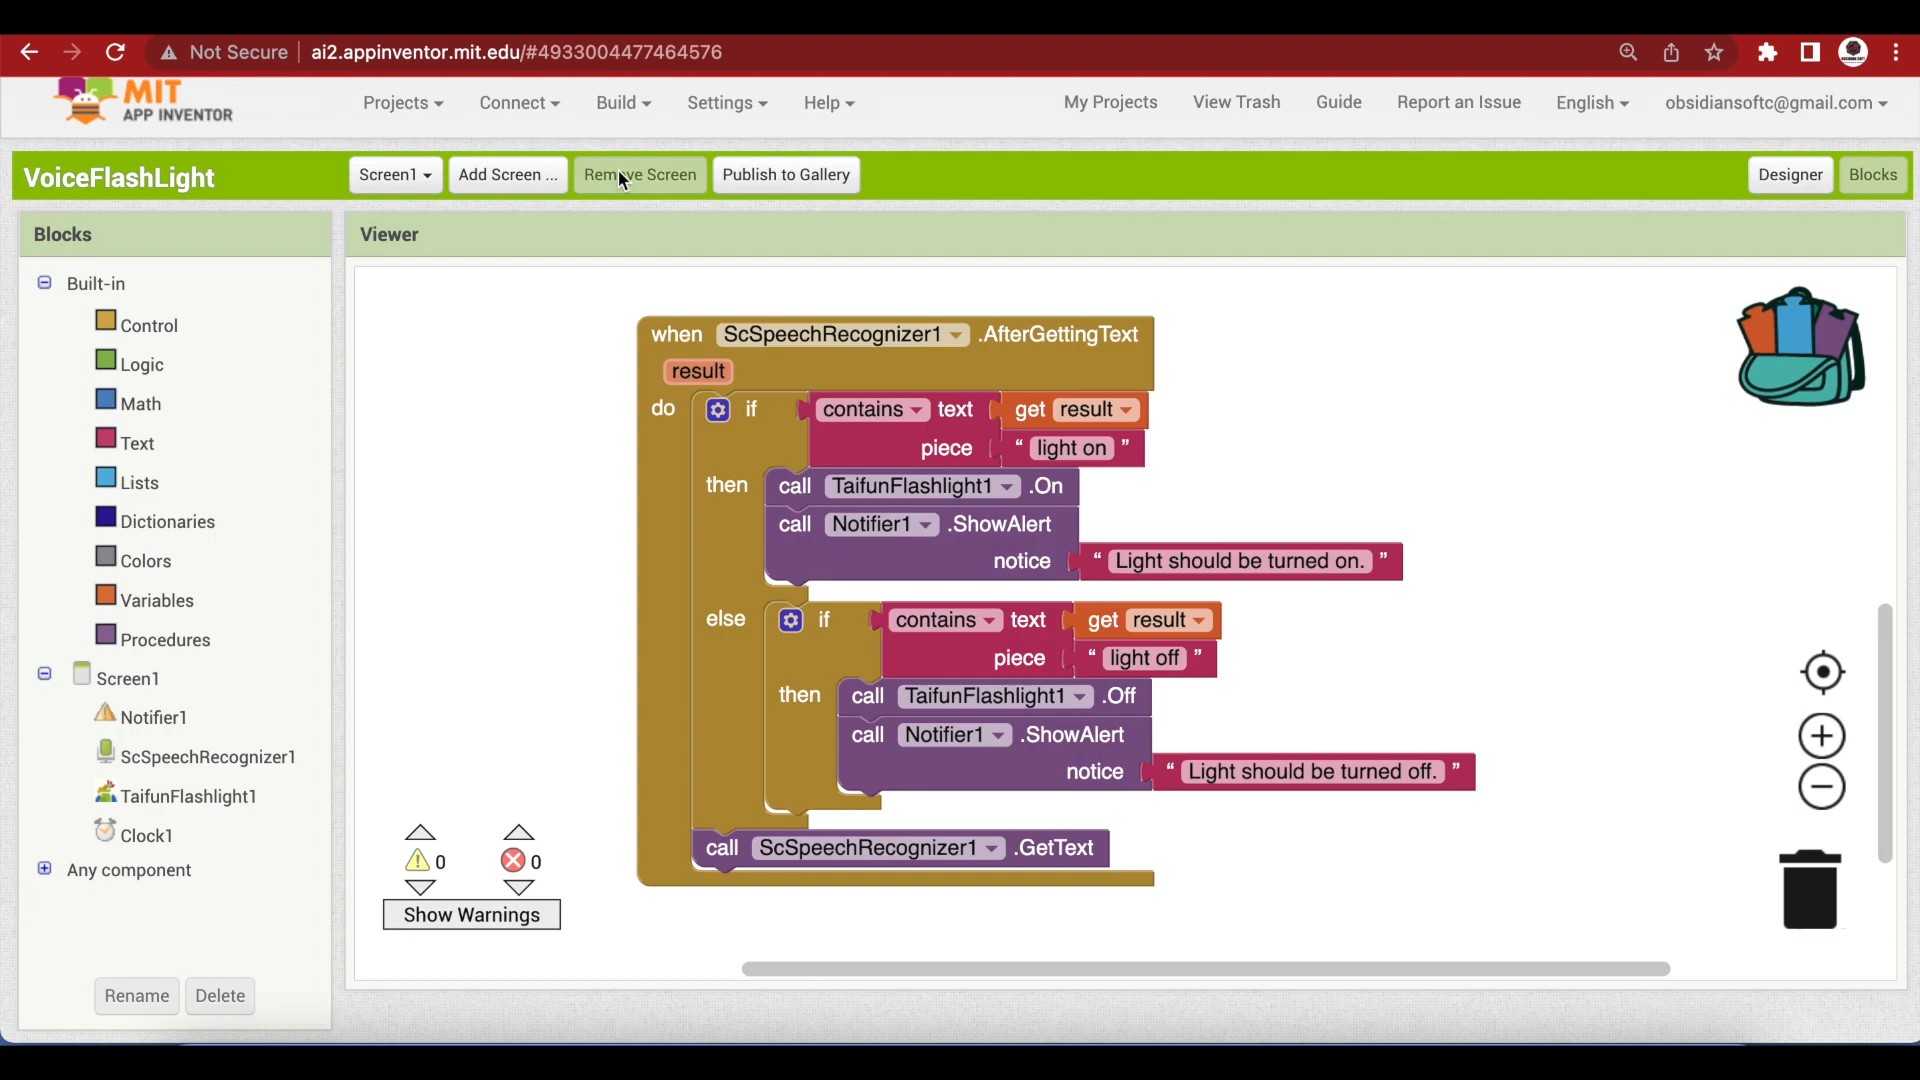 Not Secure | ai2.appinventor.mit.edu/#4933004477464576
MIT
APP INVENTOR
Projects Connect Build Settings Help My Projects View Trash Guide Report an Issue English obsidiansoftc@gmail.com
VoiceFlashLight Screen1 Add Screen ... Remove Screen Publish to Gallery Designer Blocks
Blocks
Built-in
Control
Logic
Math
Text
Lists
Dictionaries
Colors
Variables
Procedures
Screen1
Notifier1
ScSpeechRecognizer1
TaifunFlashlight1
Clock1
Any component
Rename Delete
Viewer
when ScSpeechRecognizer1 .AfterGettingText
result
do if contains text get result
piece “ light on ”
then call TaifunFlashlight1 .On
call Notifier1 .ShowAlert
notice “ Light should be turned on. ”
else if contains text get result
piece “ light off ”
then call TaifunFlashlight1 .Off
call Notifier1 .ShowAlert
notice “ Light should be turned off. ”
call ScSpeechRecognizer1 .GetText
0 0
Show Warnings